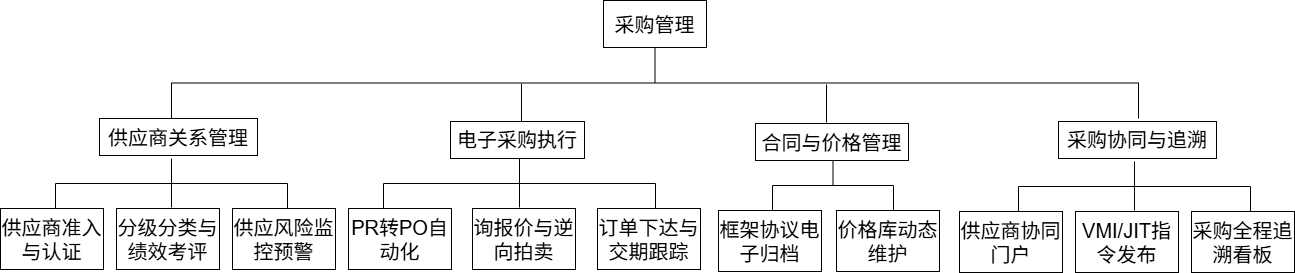 采购管理
供应商关系管理
电子采购执行
合同与价格管理
采购协同与追溯
供应商准入
与认证
分级分类与
绩效考评
供应风险监
控预警
PR转PO自
动化
询报价与逆
向拍卖
订单下达与
交期跟踪
框架协议电
子归档
价格库动态
维护
供应商协同
门户
VMI/JIT指
令发布
采购全程追
溯看板